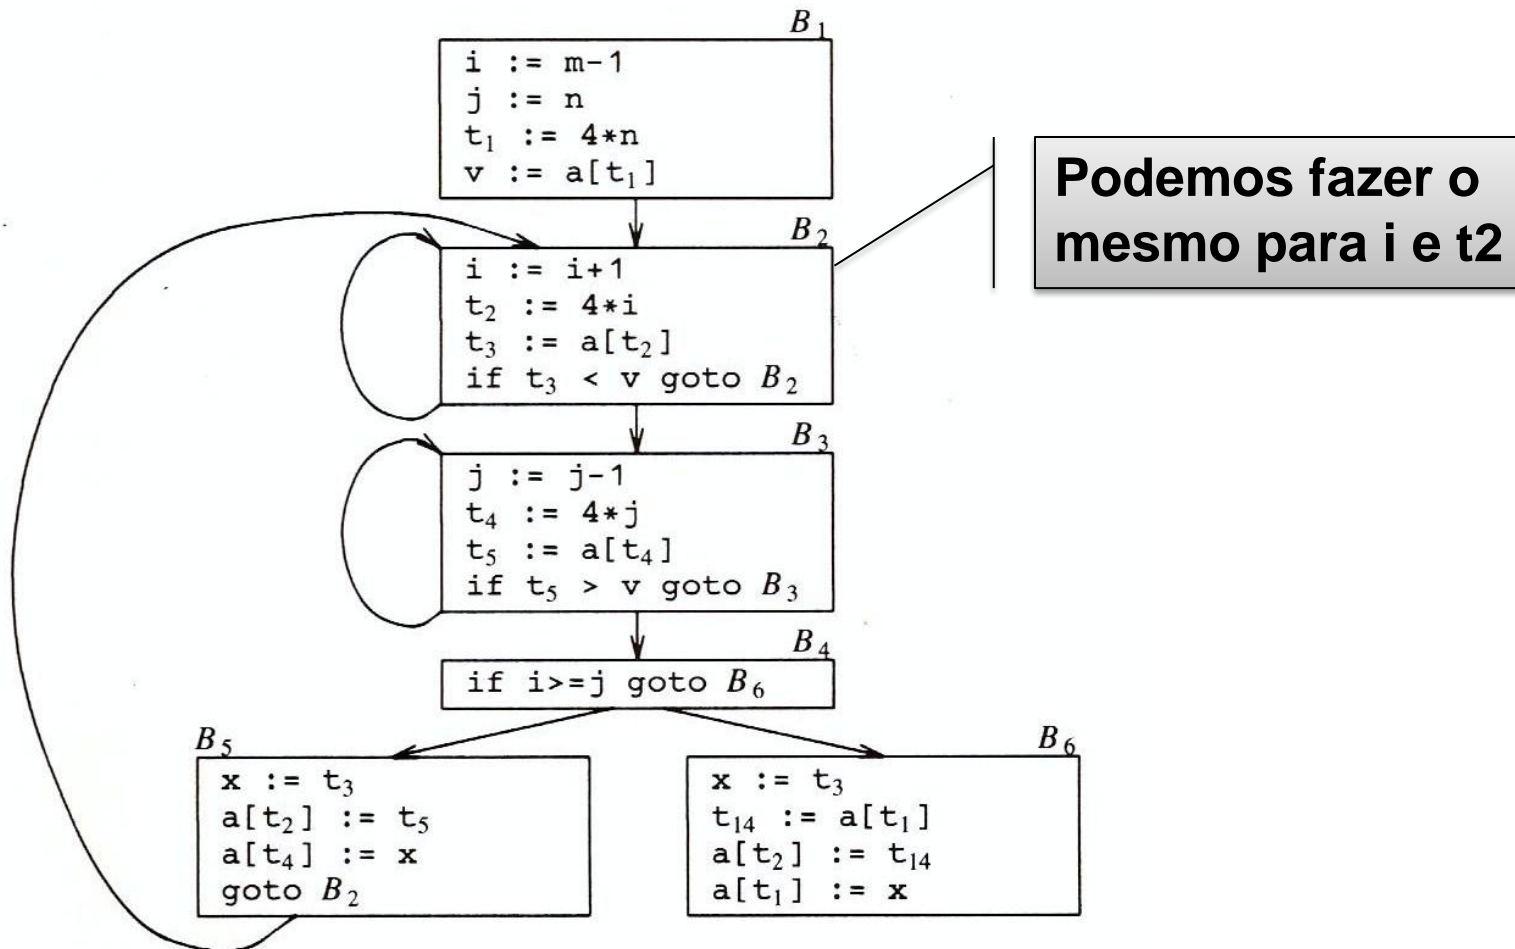 B1
i := m-1
j := n
t1 := 4*n
v := a[t1]
B2
i := i+1
t2 := 4*i
t3 := a[t2]
if t3 < v goto B2
Podemos fazer o
mesmo para i e t2
B3
j := j-1
t4 := 4*j
t5 := a[t4]
if t5 > v goto B3
B4
if i>=j goto B6
B5
x := t3
a[t2] := t5
a[t4] := x
goto B2
B6
x := t3
t14 := a[t1]
a[t2] := t14
a[t1] := x